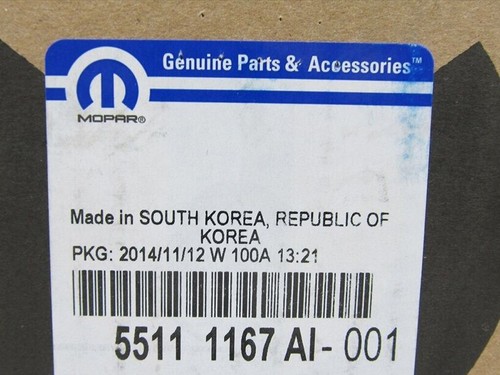 Genuine Parts & Accessories™
MOPAR®
Made in SOUTH KOREA, REPUBLIC OF
KOREA
PKG: 2014/11/12 W 100A 13:21
5511 1167 AI-001